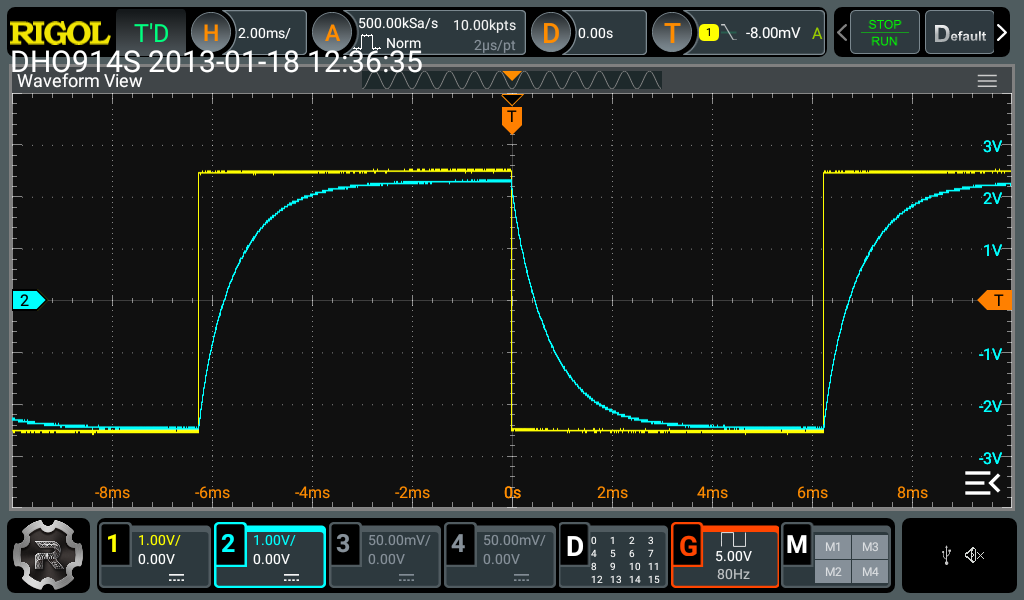 RIGOL T'D H 2.00ms/ A 500.00kSa/s 10.00kpts D 0.00s T 1 -8.00mV A STOP Default
Norm 2µs/pt RUN
DHO914S 2013-01-18 12:36:35
Waveform View
T
3V
2V
1V
2 T
-1V
-2V
-3V
-8ms -6ms -4ms -2ms 0s 2ms 4ms 6ms 8ms
1 1.00V/ 2 1.00V/ 3 50.00mV/ 4 50.00mV/ D 0 1 2 3 G M M1 M3
0.00V 0.00V 0.00V 0.00V 4 5 6 7 5.00V
8 9 10 11 80Hz M2 M4
12 13 14 15
R